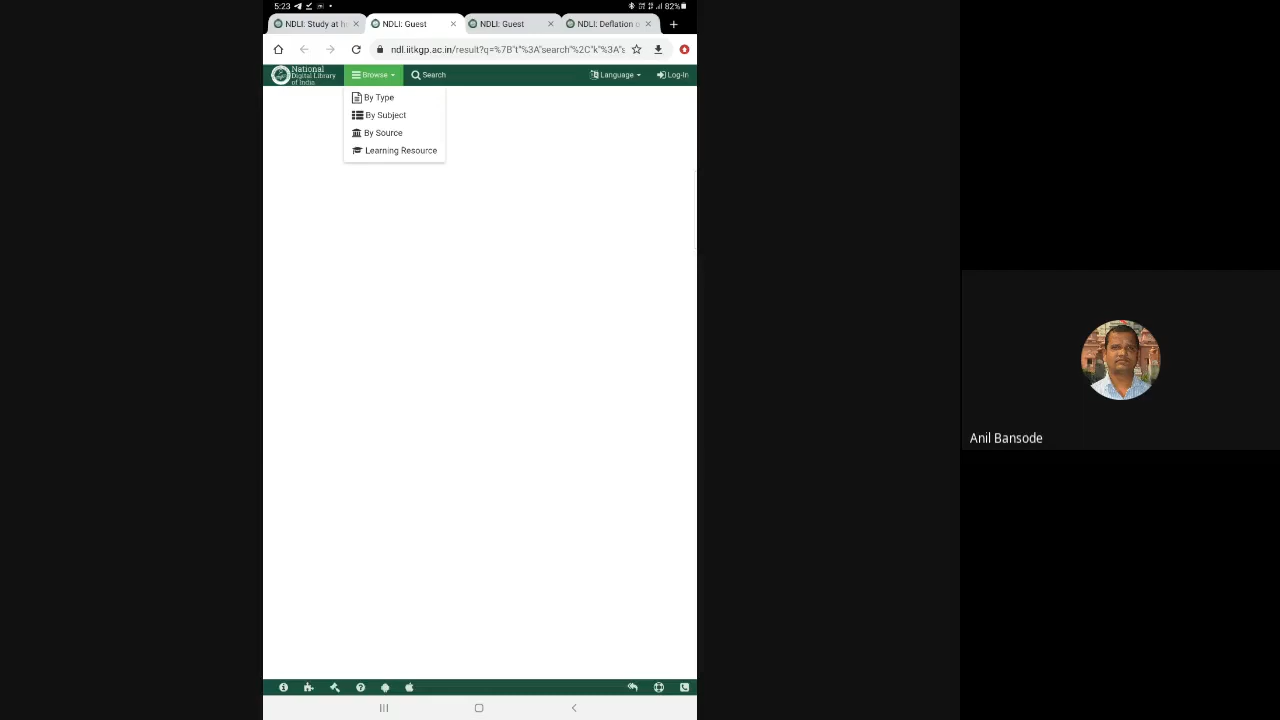 5:23
82%
NDLI: Study at h
NDLI: Guest
NDLI: Guest
NDLI: Deflation o
ndl.iitkgp.ac.in/result?q=%7B"t"%3A"search"%2C"k"%3A"s
National
Digital Library
of India
Browse
Search
Language
Log-In
By Type
By Subject
By Source
Learning Resource
Anil Bansode